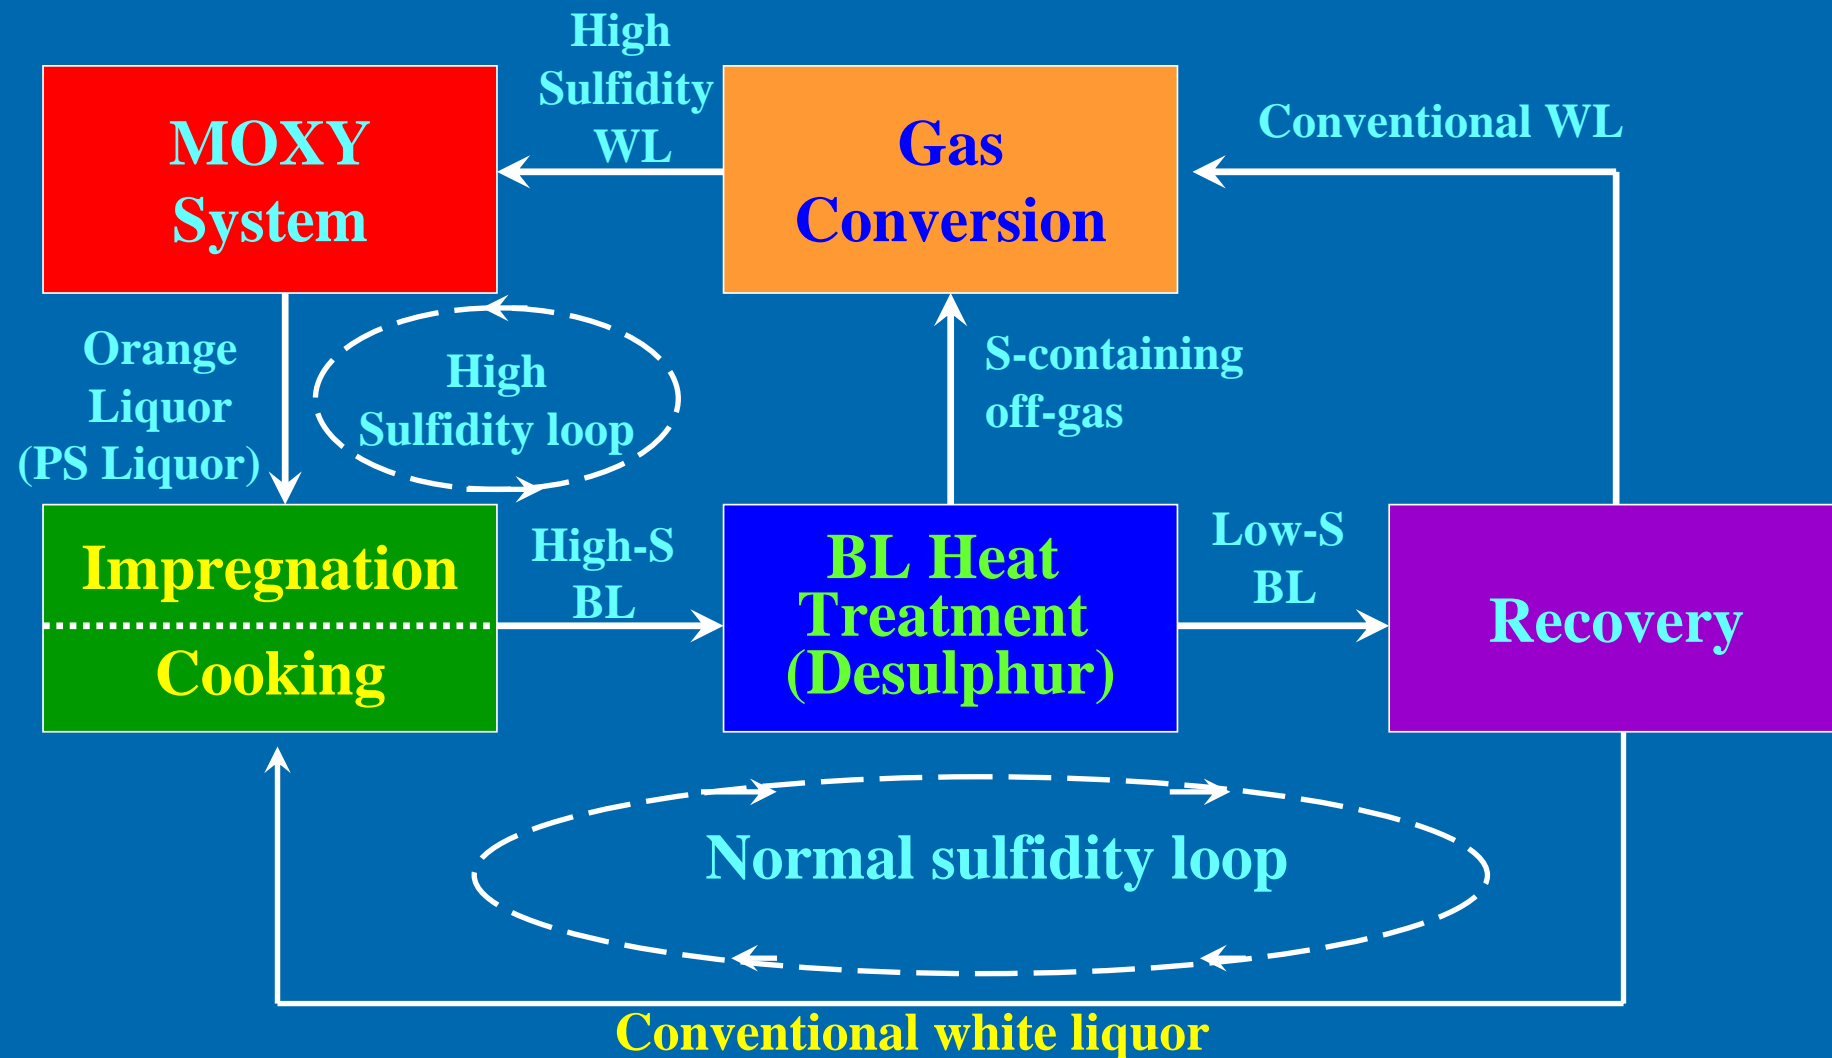 High
Sulfidity
WL
MOXY
System
Gas
Conversion
Conventional WL
Orange
Liquor
(PS Liquor)
High
Sulfidity loop
S-containing
off-gas
Impregnation
Cooking
High-S
BL
BL Heat
Treatment
(Desulphur)
Low-S
BL
Recovery
Normal sulfidity loop
Conventional white liquor